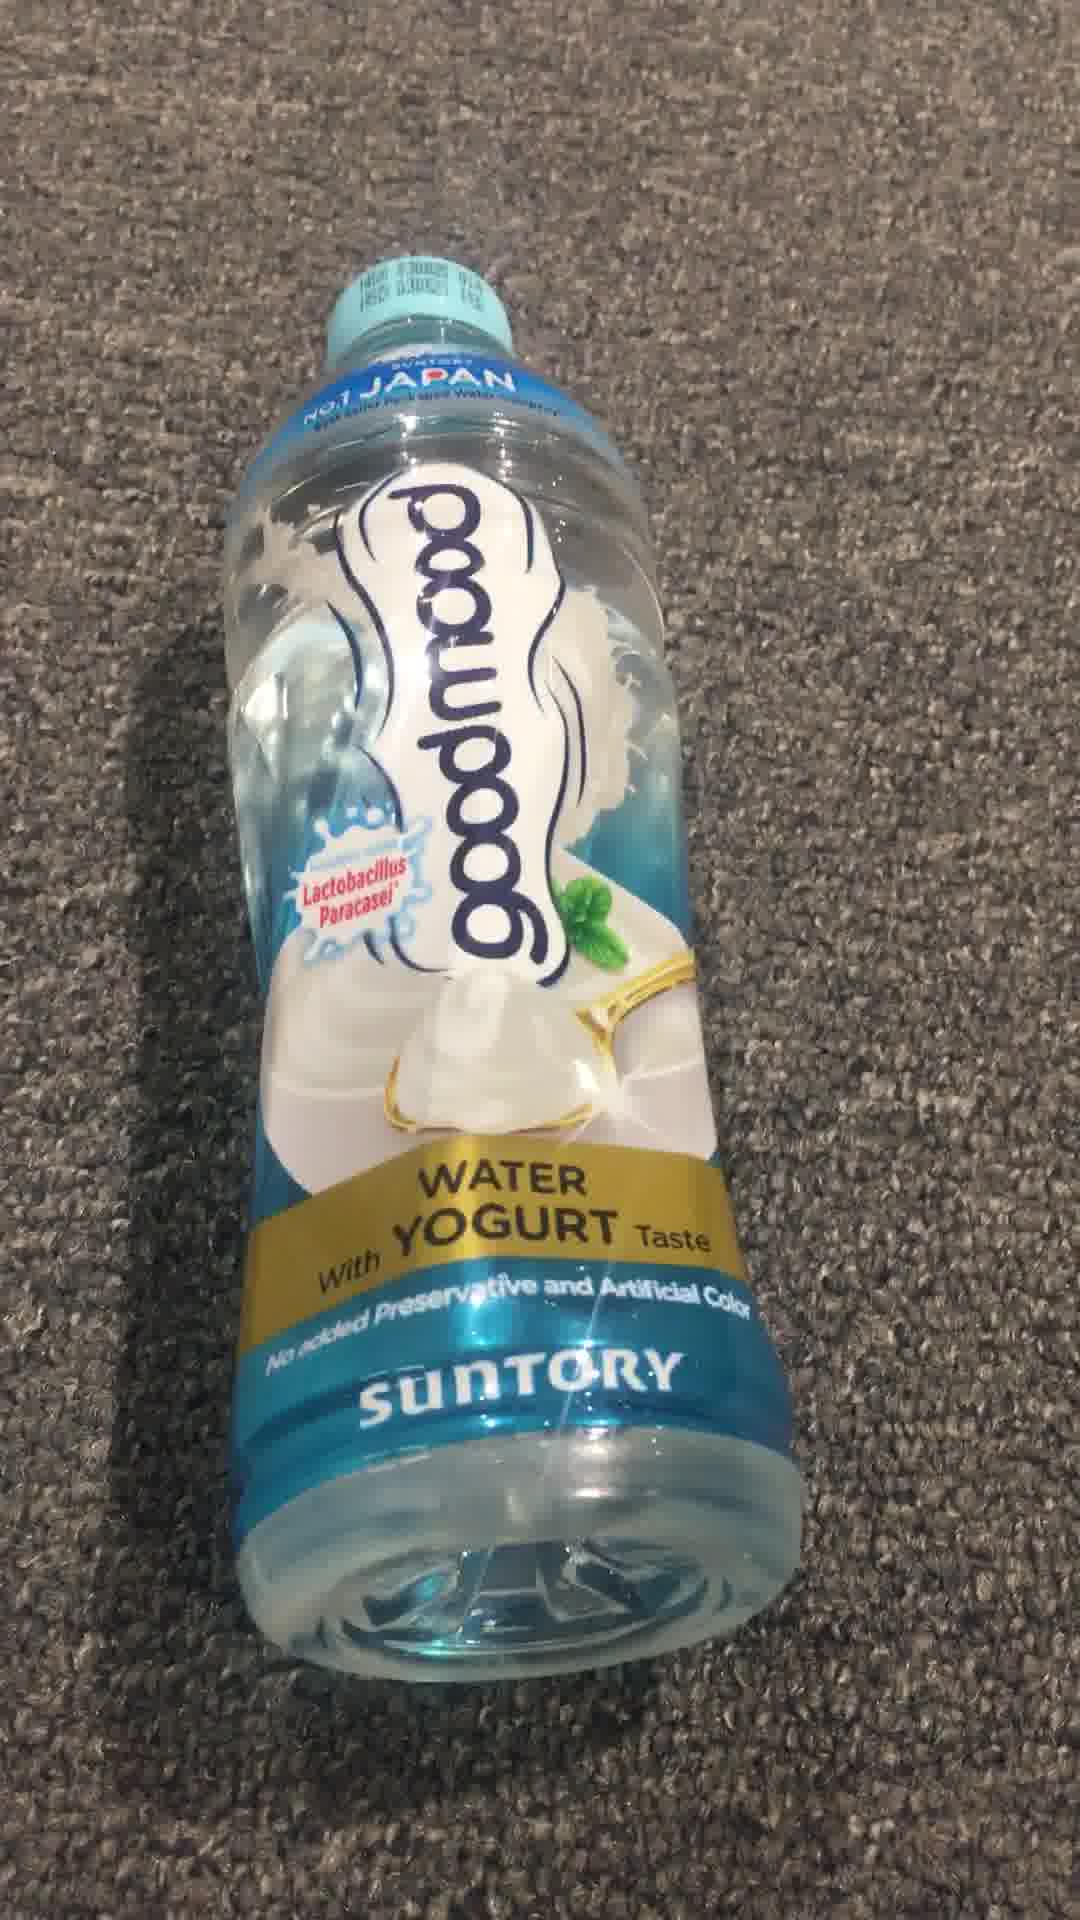 SUNTORY
NO.1 JAPAN
goodmood
Lactobacillus
Paracasei*
WATER
With YOGURT Taste
No added Preservative and Artificial Color
SUNTORY